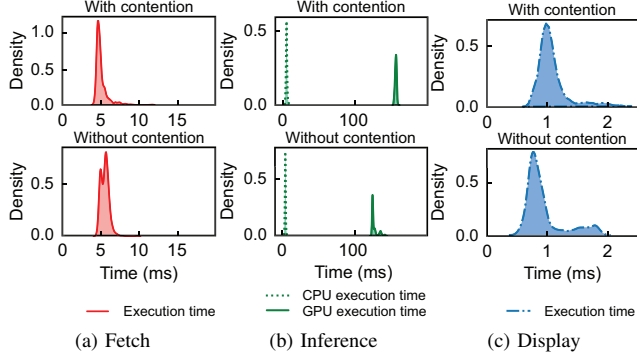 With contention With contention With contention
Density 1.0 0.5 0.0
0 5 10 15
Density 0.5 0.0
0 100
Density 0.5 0.0
0 1 2
Without contention Without contention Without contention
Density 0.5 0.0
0 5 10 15
Density 0.5 0.0
0 100
Density 0.5 0.0
0 1 2
Time (ms) Time (ms) Time (ms)
Execution time
CPU execution time
GPU execution time
Execution time
(a) Fetch (b) Inference (c) Display